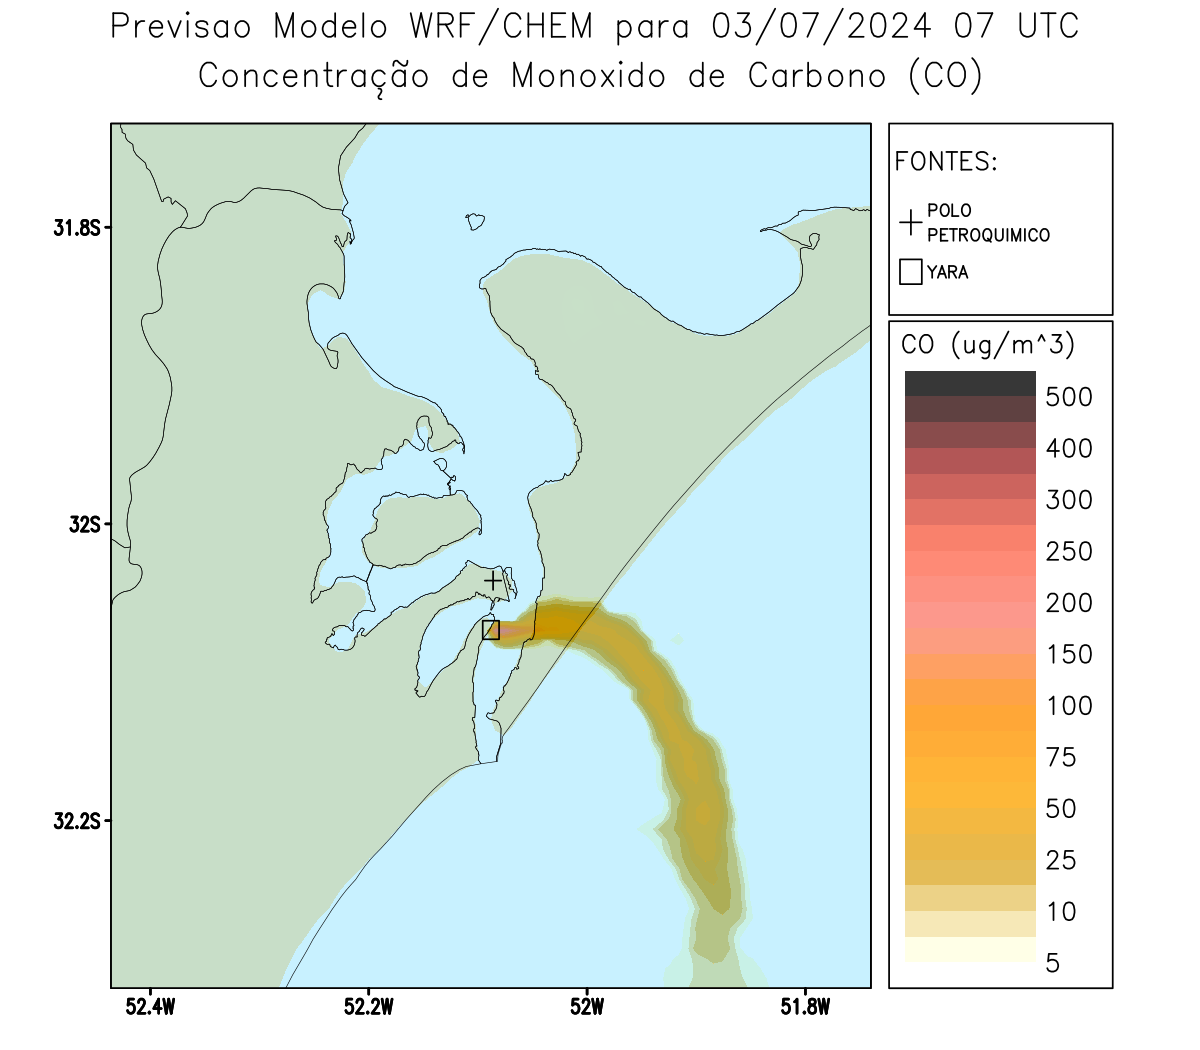 Previsao Modelo WRF/CHEM para 03/07/2024 07 UTC
Concentração de Monoxido de Carbono (CO)
31.8S
32S
32.2S
52.4W
52.2W
52W
51.8W
FONTES:
POLO
PETROQUIMICO
YARA
CO (ug/m^3)
500
400
300
250
200
150
100
75
50
25
10
5